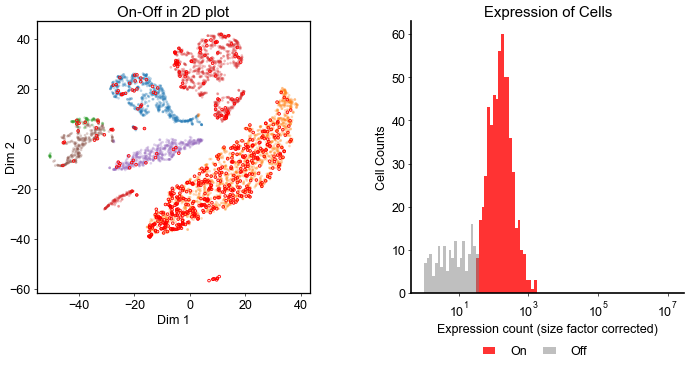 On-Off in 2D plot
40
20
0
−20
−40
−60
Dim 2
−40 −20 0 20 40
Dim 1
Expression of Cells
60
50
40
30
20
10
0
Cell Counts
10^1 10^3 10^5 10^7
Expression count (size factor corrected)
On Off